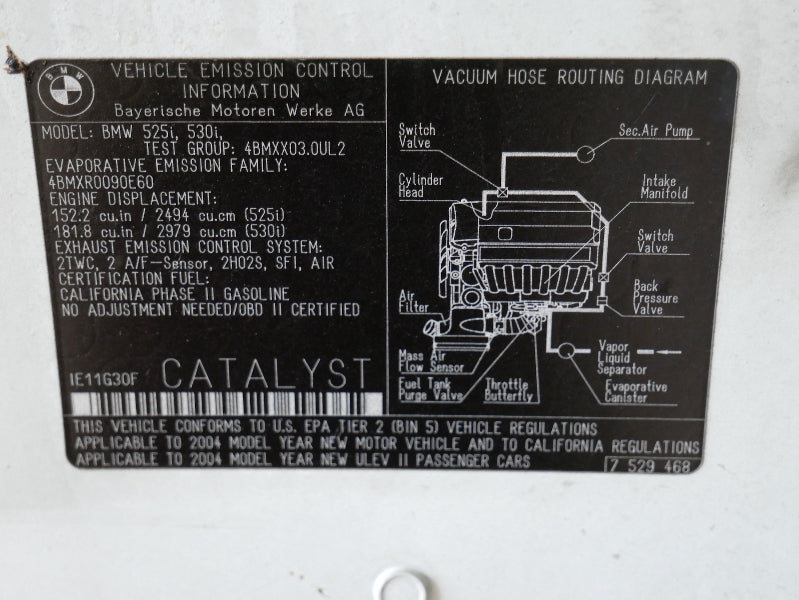 BMW
VEHICLE EMISSION CONTROL
INFORMATION
Bayerische Motoren Werke AG
MODEL: BMW 525i, 530i,
TEST GROUP: 4BMXX03.0UL2
EVAPORATIVE EMISSION FAMILY:
4BMXR0090E60
ENGINE DISPLACEMENT:
152.2 cu.in / 2494 cu.cm (525i)
181.8 cu.in / 2979 cu.cm (530i)
EXHAUST EMISSION CONTROL SYSTEM:
2TWC, 2 A/F-Sensor, 2HO2S, SFI, AIR
CERTIFICATION FUEL:
CALIFORNIA PHASE II GASOLINE
NO ADJUSTMENT NEEDED/OBD II CERTIFIED
IE11G30F CATALYST
VACUUM HOSE ROUTING DIAGRAM
Switch
Valve
Sec.Air Pump
Cylinder
Head
Intake
Manifold
Switch
Valve
Air
Filter
Back
Pressure
Valve
Mass Air
Flow Sensor
Vapor
Liquid
Separator
Fuel Tank
Purge Valve
Throttle
Butterfly
Evaporative
Canister
THIS VEHICLE CONFORMS TO U.S. EPA TIER 2 (BIN 5) VEHICLE REGULATIONS
APPLICABLE TO 2004 MODEL YEAR NEW MOTOR VEHICLE AND TO CALIFORNIA REGULATIONS
APPLICABLE TO 2004 MODEL YEAR NEW ULEV II PASSENGER CARS
7 529 468